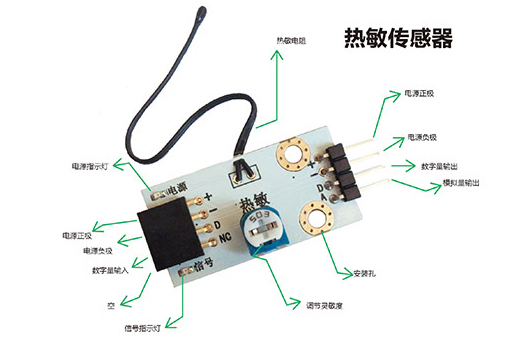 热敏传感器
热敏电阻
电源正极
电源负极
数字量输出
模拟量输出
电源指示灯
电源
+
-
D
NC
热敏
503
+
-
D
A
信号
电源正极
电源负极
数字量输入
空
信号指示灯
调节灵敏度
安装孔